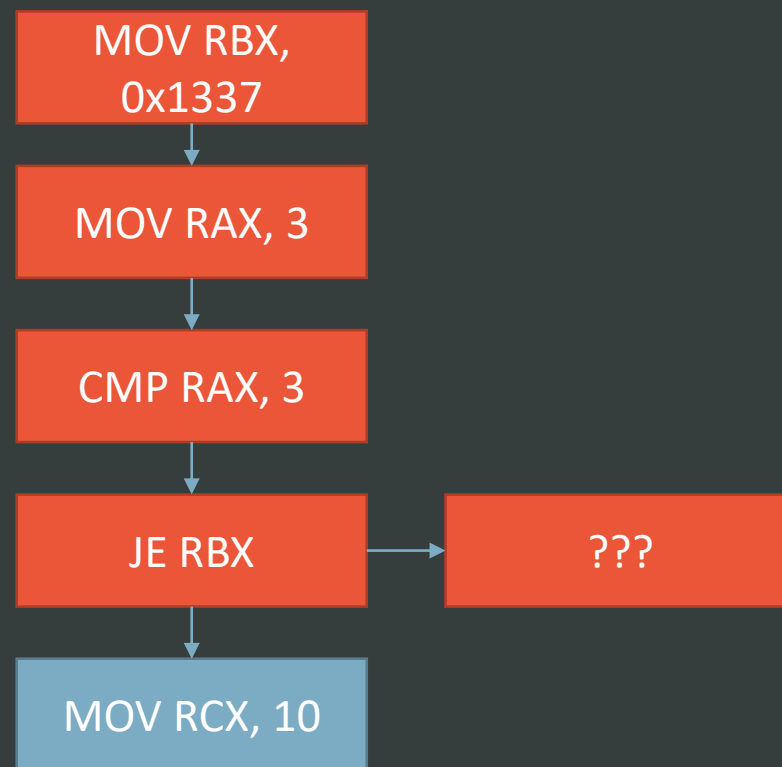 MOV RBX,
0x1337
MOV RAX, 3
CMP RAX, 3
JE RBX
???
MOV RCX, 10